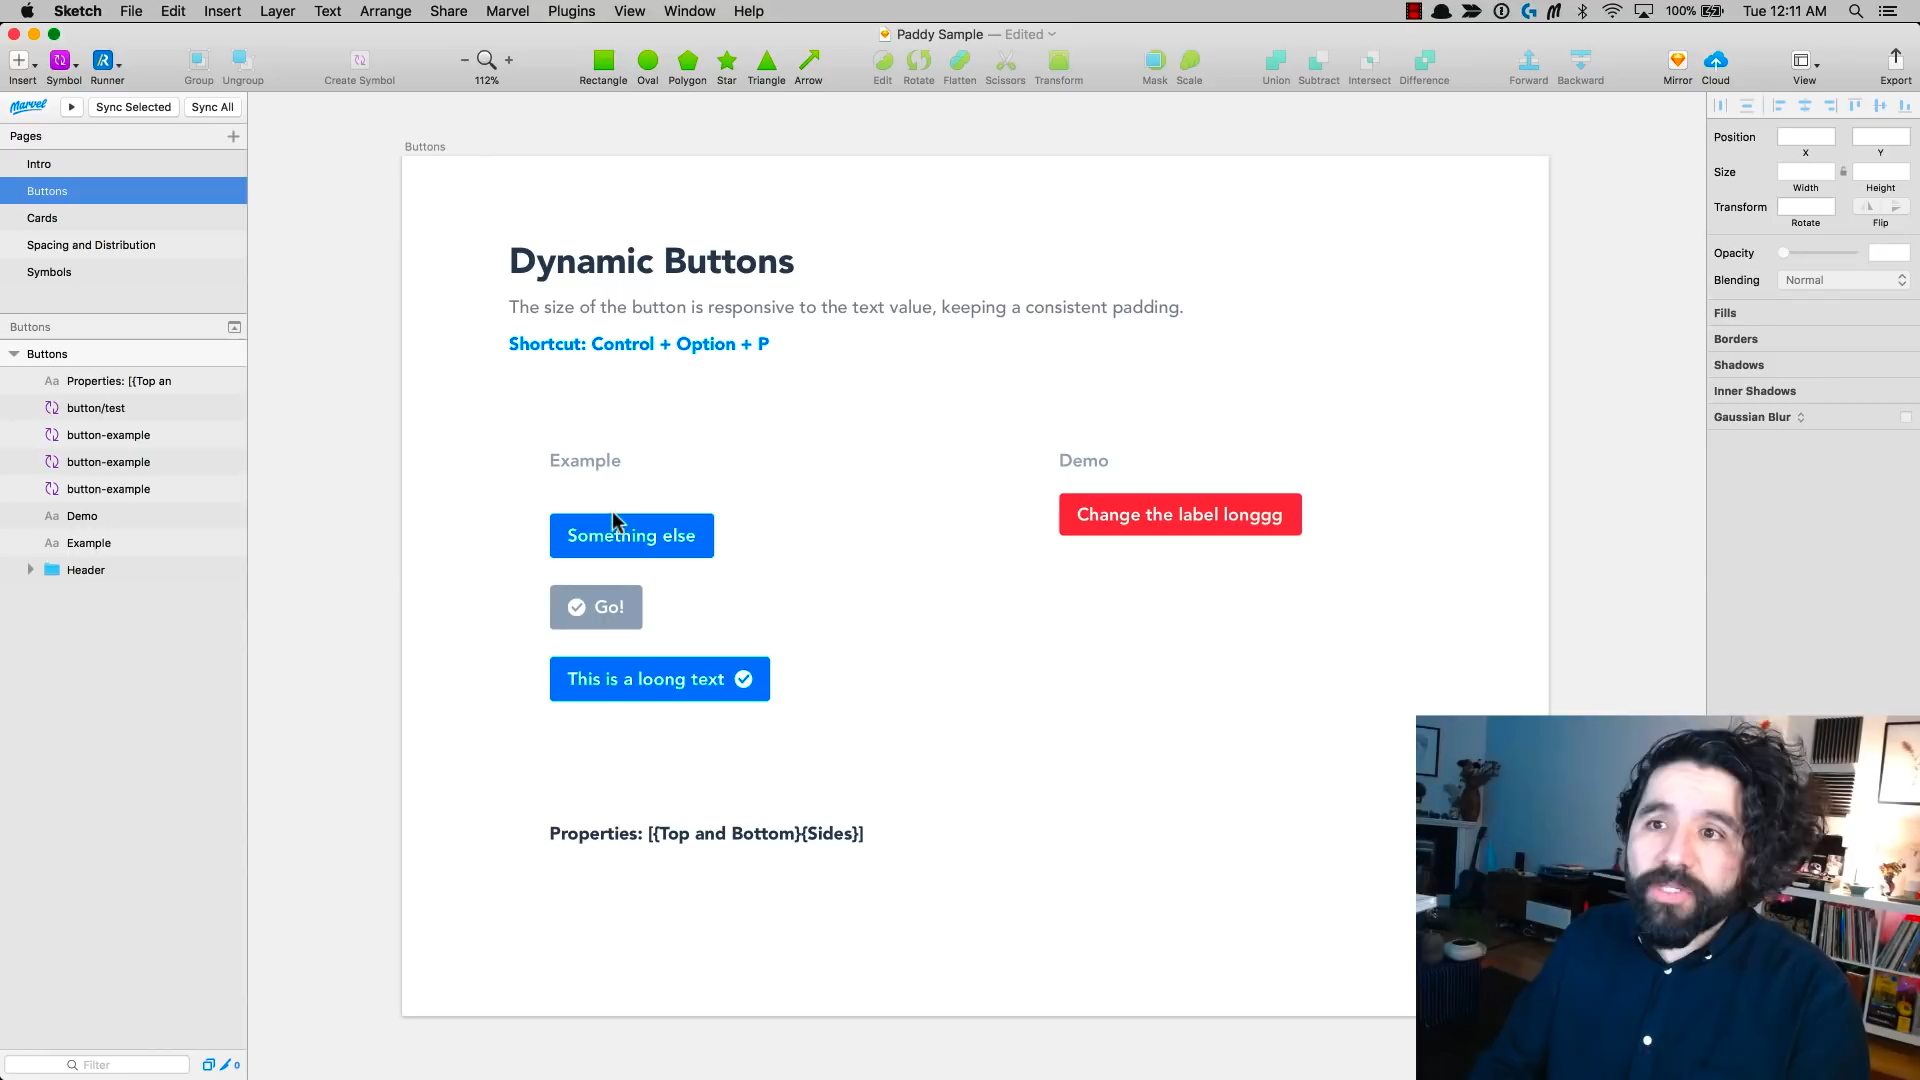 Sketch File Edit Insert Layer Text Arrange Share Marvel Plugins View Window Help 100% Tue 12:11 AM
Paddy Sample — Edited
Insert Symbol Runner Group Ungroup Create Symbol 112% Rectangle Oval Polygon Star Triangle Arrow Edit Rotate Flatten Scissors Transform Mask Scale Union Subtract Intersect Difference Forward Backward Mirror Cloud View Export
Marvel Sync Selected Sync All
Pages
Intro
Buttons
Cards
Spacing and Distribution
Symbols
Buttons
Buttons
Aa Properties: [{Top an
button/test
button-example
button-example
button-example
Aa Demo
Aa Example
Header
Filter 0
Buttons
Dynamic Buttons
The size of the button is responsive to the text value, keeping a consistent padding.
Shortcut: Control + Option + P
Example
Something else
Go!
This is a loong text
Demo
Change the label longgg
Properties: [{Top and Bottom}{Sides}]
Position
X Y
Size
Width Height
Transform
Rotate Flip
Opacity
Blending Normal
Fills
Borders
Shadows
Inner Shadows
Gaussian Blur